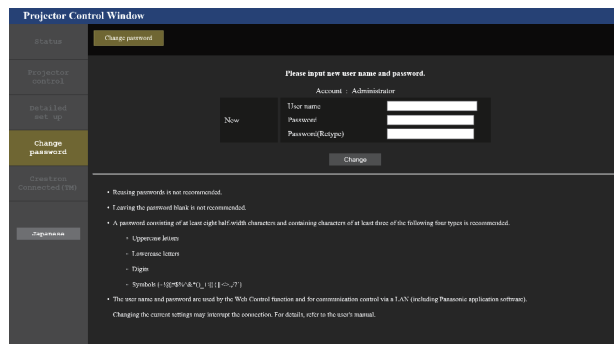 Projector Control Window
Status
Change password
Projector
control
Please input new user name and password.
Account : Administrator
Detailed
set up
User name
New
Password
Password(Retype)
Change
password
Change
Crestron
Connected(TM)
• Reusing passwords is not recommended.
• Leaving the password blank is not recommended.
• A password consisting of at least eight half-width characters and containing characters of at least three of the following four types is recommended.
Japanese
- Uppercase letters
- Lowercase letters
- Digits
- Symbols
• The user name and password are used by the Web Control function and for communication control via a LAN (including Panasonic application software).
Changing the current settings may interrupt the connection. For details, refer to the user's manual.